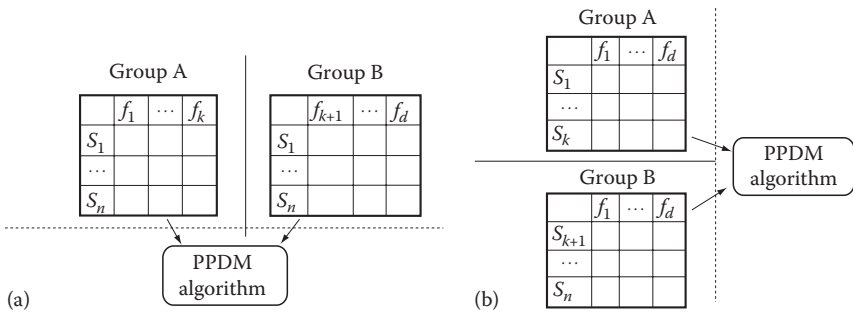 Group A
f1 ... fk
S1
...
Sn
Group B
fk+1 ... fd
S1
...
Sn
PPDM
algorithm
(a)
Group A
f1 ... fd
S1
...
Sk
Group B
f1 ... fd
Sk+1
...
Sn
PPDM
algorithm
(b)